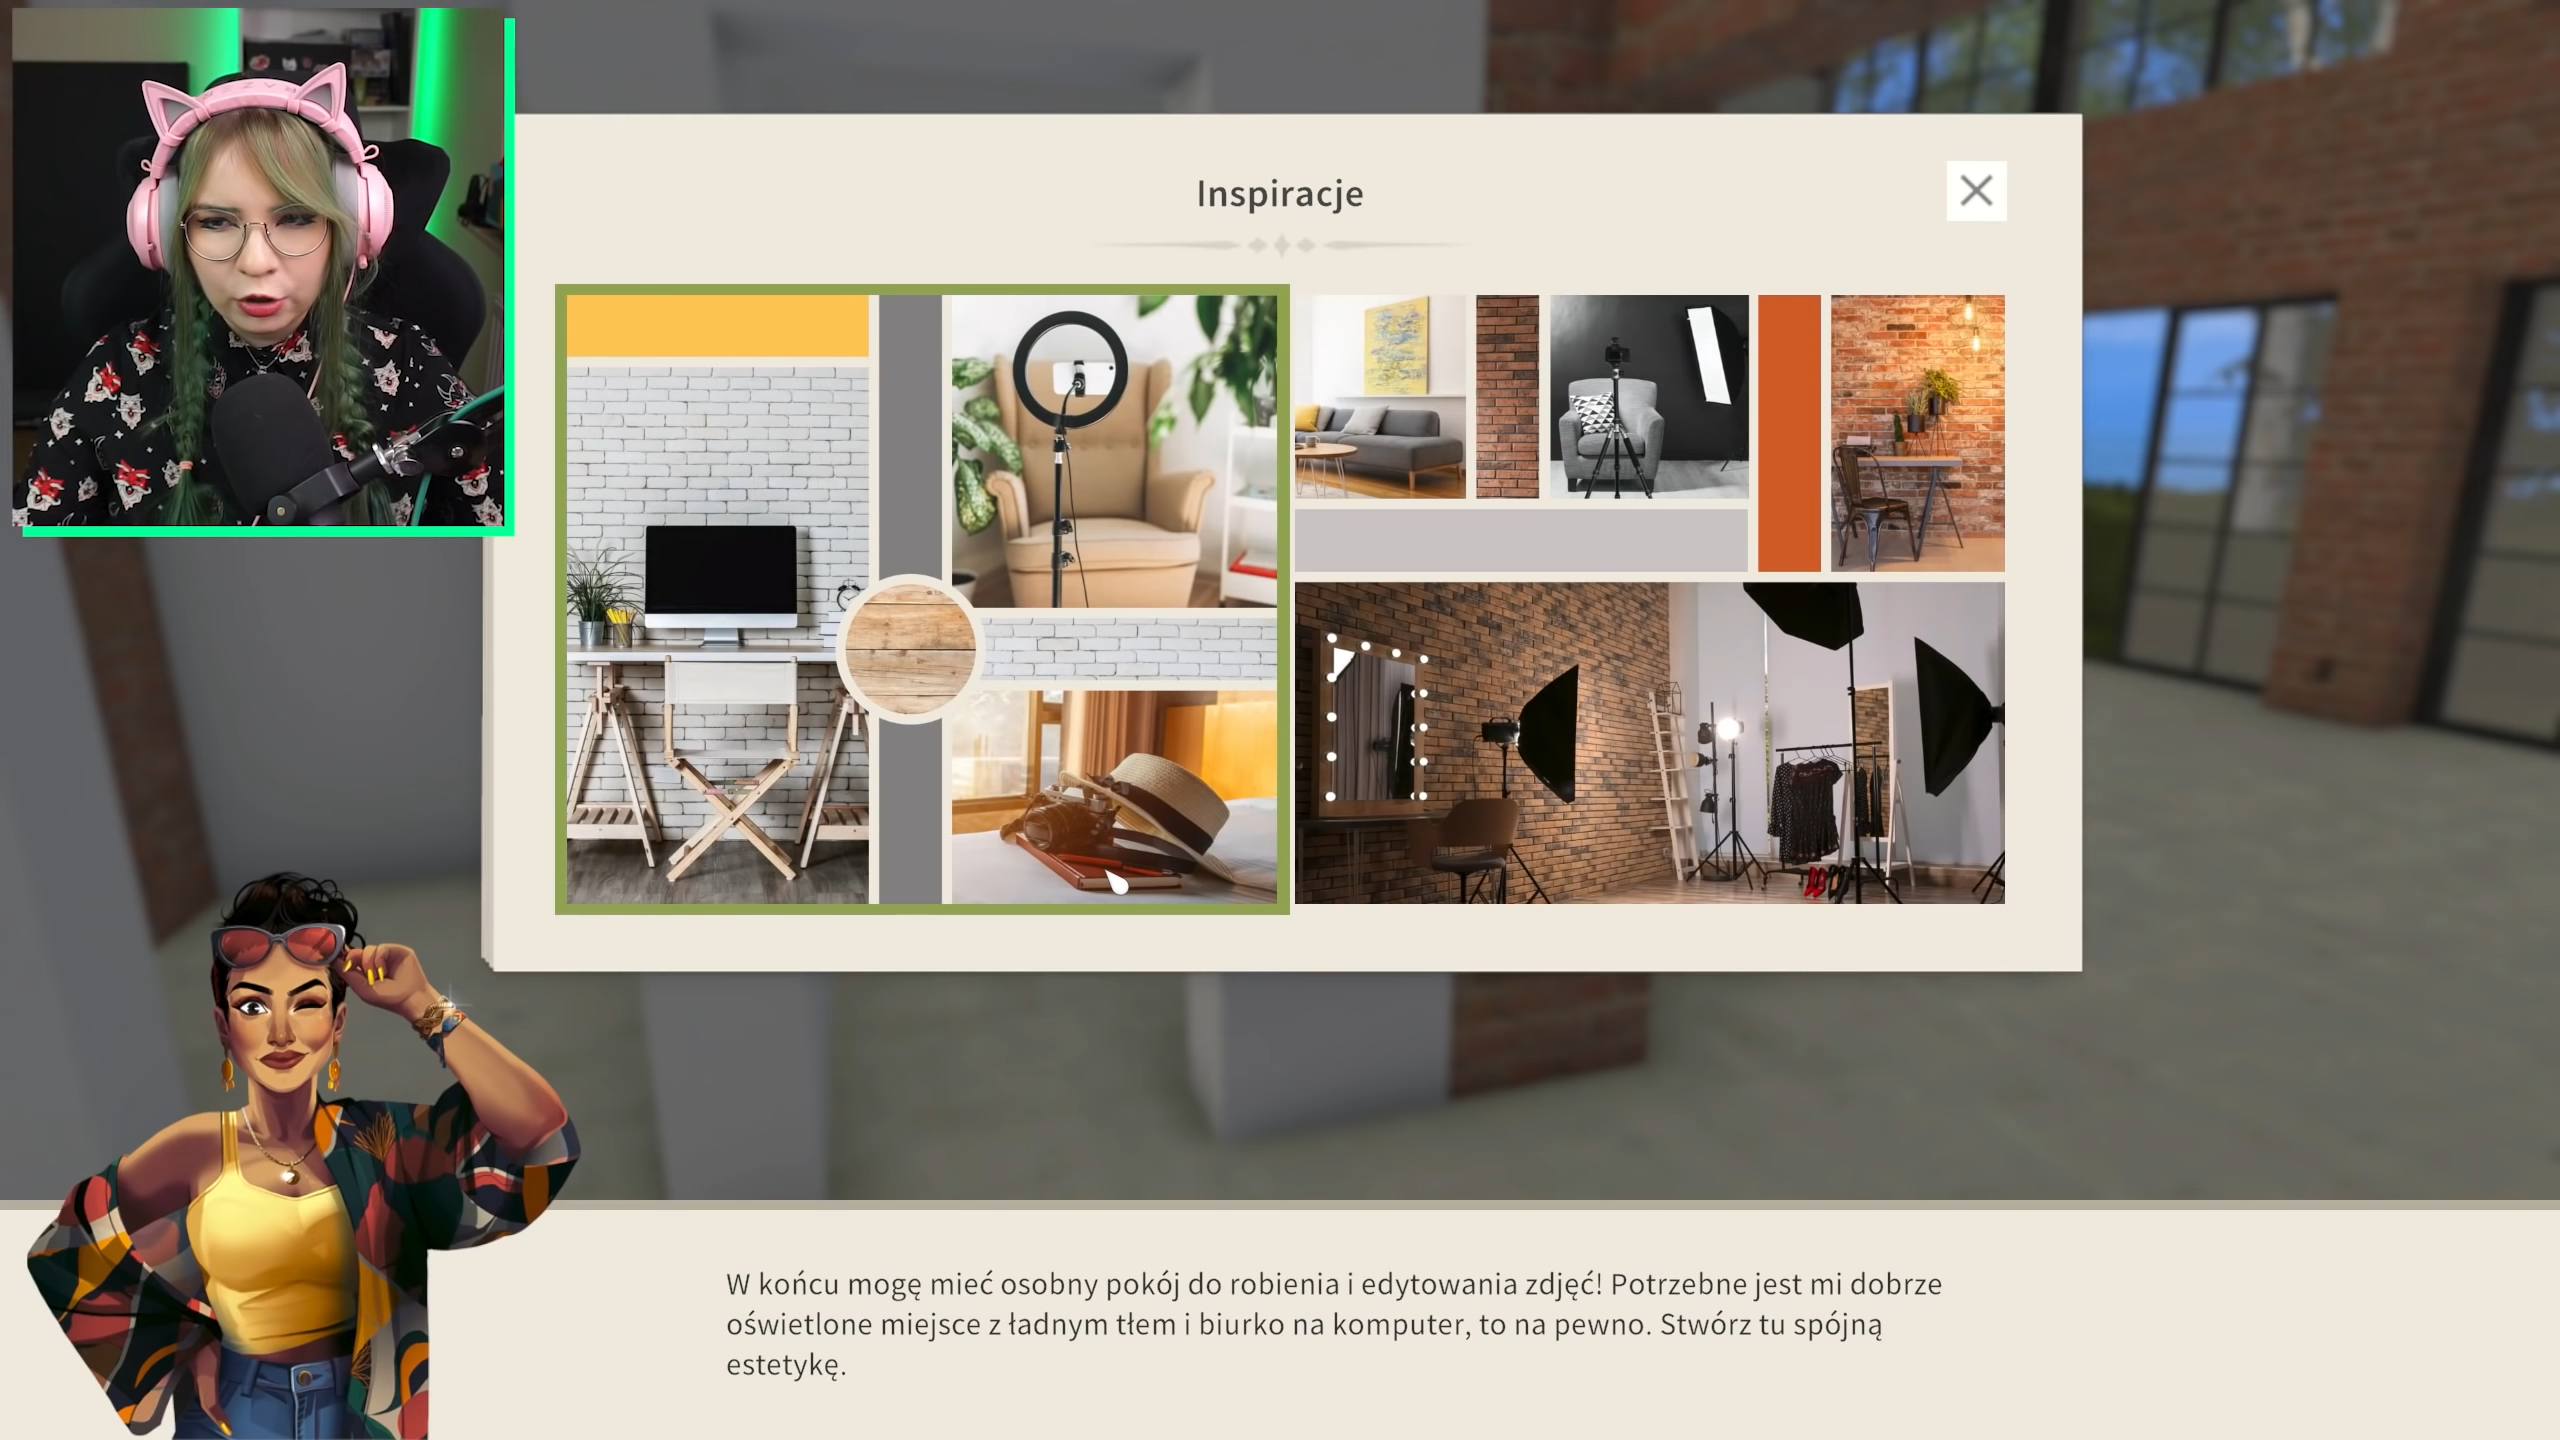 Inspiracje
W końcu mogę mieć osobny pokój do robienia i edytowania zdjęć! Potrzebne jest mi dobrze
oświetlone miejsce z ładnym tłem i biurko na komputer, to na pewno. Stwórz tu spójną
estetykę.